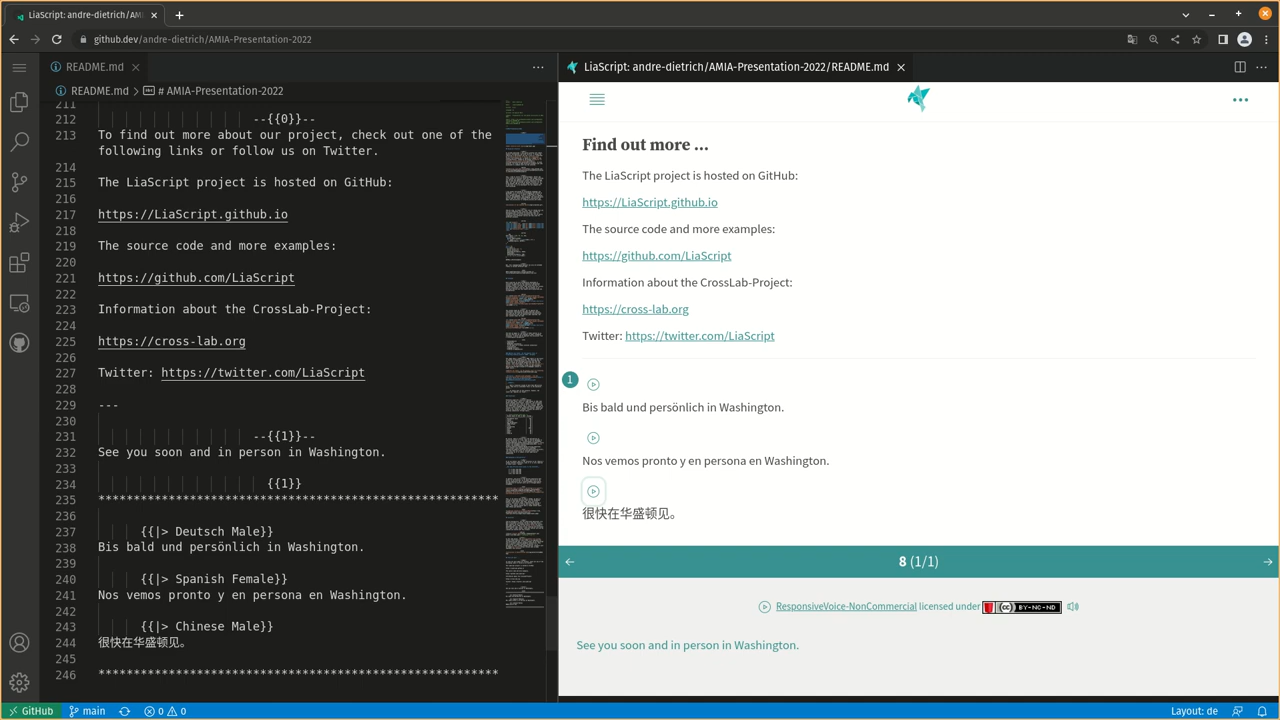 LiaScript: andre-dietrich/AM
github.dev/andre-dietrich/AMIA-Presentation-2022
README.md
README.md > # AMIA-Presentation-2022
211
212 --{{0}}--
213 To find out more about our project, check out one of the
following links or follow us on Twitter.
214
215 The LiaScript project is hosted on GitHub:
216
217 https://LiaScript.github.io
218
219 The source code and more examples:
220
221 https://github.com/LiaScript
222
223 Information about the CrossLab-Project:
224
225 https://cross-lab.org
226
227 Twitter: https://twitter.com/LiaScript
228
229 ---
230
231 --{{1}}--
232 See you soon and in person in Washington.
233
234 {{1}}
235 *********************************************************
236
237 {{|> Deutsch Male}}
238 Bis bald und persönlich in Washington.
239
240 {{|> Spanish Female}}
241 Nos vemos pronto y en persona en Washington.
242
243 {{|> Chinese Male}}
244 很快在华盛顿见。
245
246 *********************************************************
LiaScript: andre-dietrich/AMIA-Presentation-2022/README.md
Find out more ...
The LiaScript project is hosted on GitHub:
https://LiaScript.github.io
The source code and more examples:
https://github.com/LiaScript
Information about the CrossLab-Project:
https://cross-lab.org
Twitter: https://twitter.com/LiaScript
1
Bis bald und persönlich in Washington.
Nos vemos pronto y en persona en Washington.
很快在华盛顿见。
8 (1/1)
ResponsiveVoice-NonCommercial licensed under (cc) BY-NC-ND
See you soon and in person in Washington.
GitHub main 0 0 Layout: de